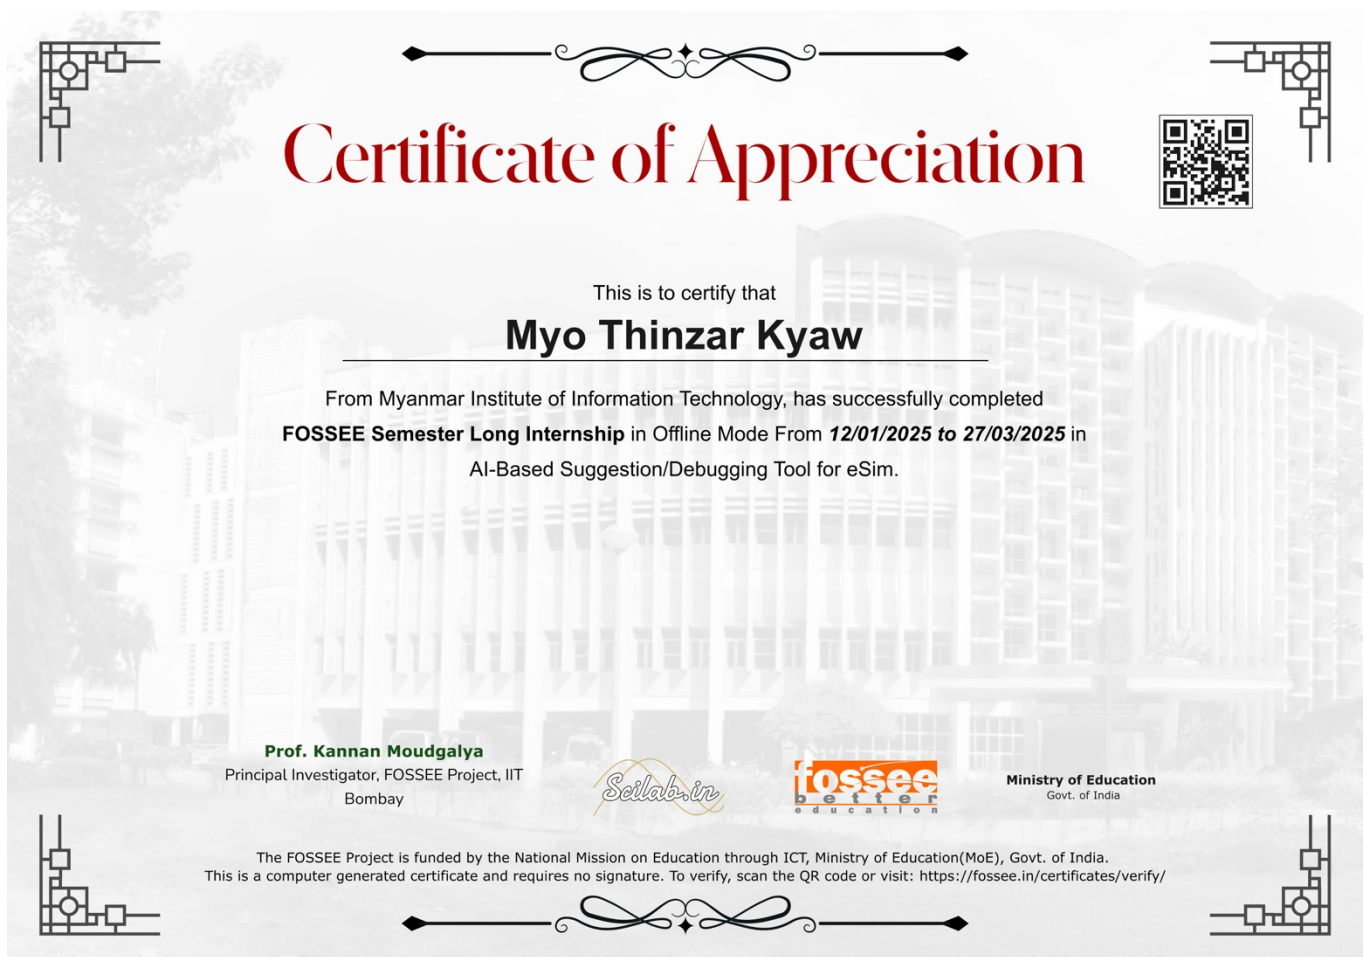 Certificate of Appreciation
This is to certify that
Myo Thinzar Kyaw
From Myanmar Institute of Information Technology, has successfully completed
FOSSEE Semester Long Internship in Offline Mode From 12/01/2025 to 27/03/2025 in
AI-Based Suggestion/Debugging Tool for eSim.
Prof. Kannan Moudgalya
Principal Investigator, FOSSEE Project, IIT
Bombay
Scilab.in
fossee
better
education
Ministry of Education
Govt. of India
The FOSSEE Project is funded by the National Mission on Education through ICT, Ministry of Education(MoE), Govt. of India.
This is a computer generated certificate and requires no signature. To verify, scan the QR code or visit: https://fossee.in/certificates/verify/